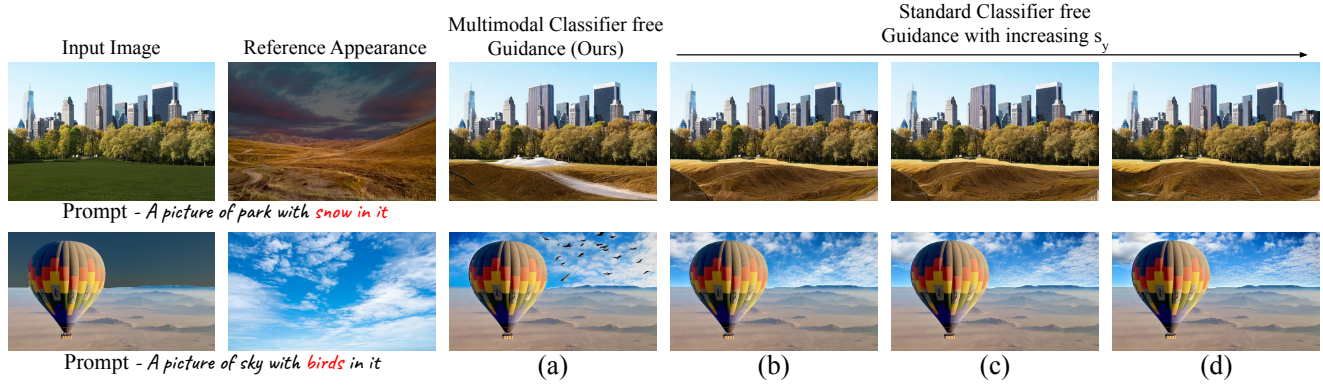 Input Image
Reference Appearance
Multimodal Classifier free
Guidance (Ours)
Standard Classifier free
Guidance with increasing s_y
Prompt - A picture of park with snow in it
Prompt - A picture of sky with birds in it
(a)
(b)
(c)
(d)